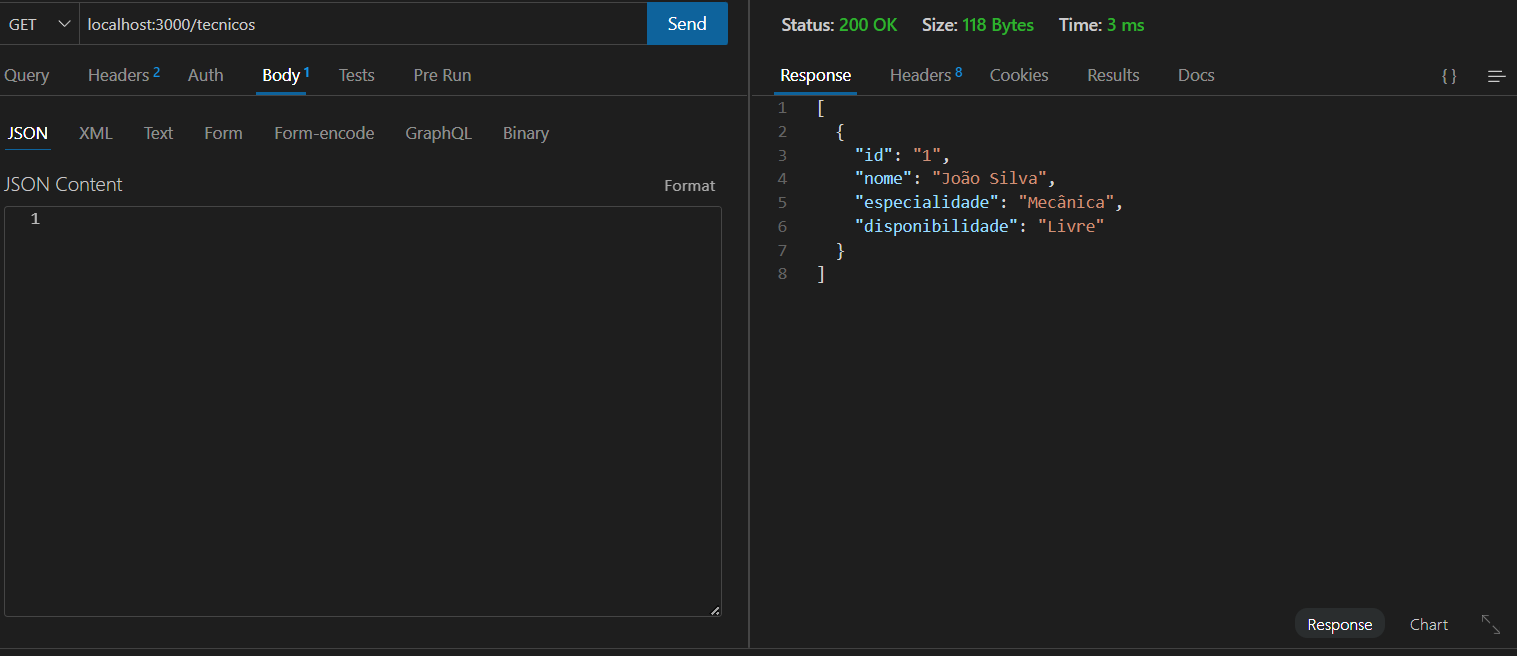 GET localhost:3000/tecnicos Send
Query Headers 2 Auth Body 1 Tests Pre Run
JSON XML Text Form Form-encode GraphQL Binary
JSON Content Format
1
Status: 200 OK Size: 118 Bytes Time: 3 ms
Response Headers 8 Cookies Results Docs {}
1 [
2 {
3 "id": "1",
4 "nome": "João Silva",
5 "especialidade": "Mecânica",
6 "disponibilidade": "Livre"
7 }
8 ]
Response Chart